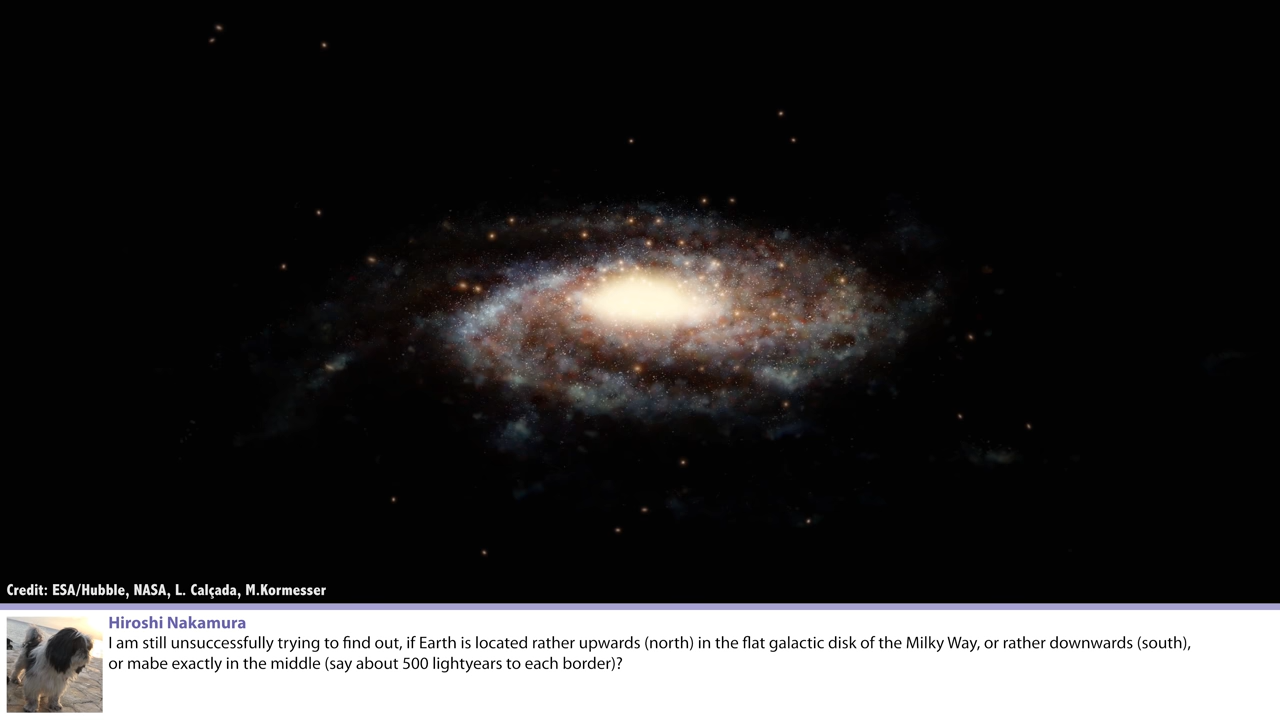 Credit: ESA/Hubble, NASA, L. Calçada, M.Kormesser
Hiroshi Nakamura
I am still unsuccessfully trying to find out, if Earth is located rather upwards (north) in the flat galactic disk of the Milky Way, or rather downwards (south),
or mabe exactly in the middle (say about 500 lightyears to each border)?